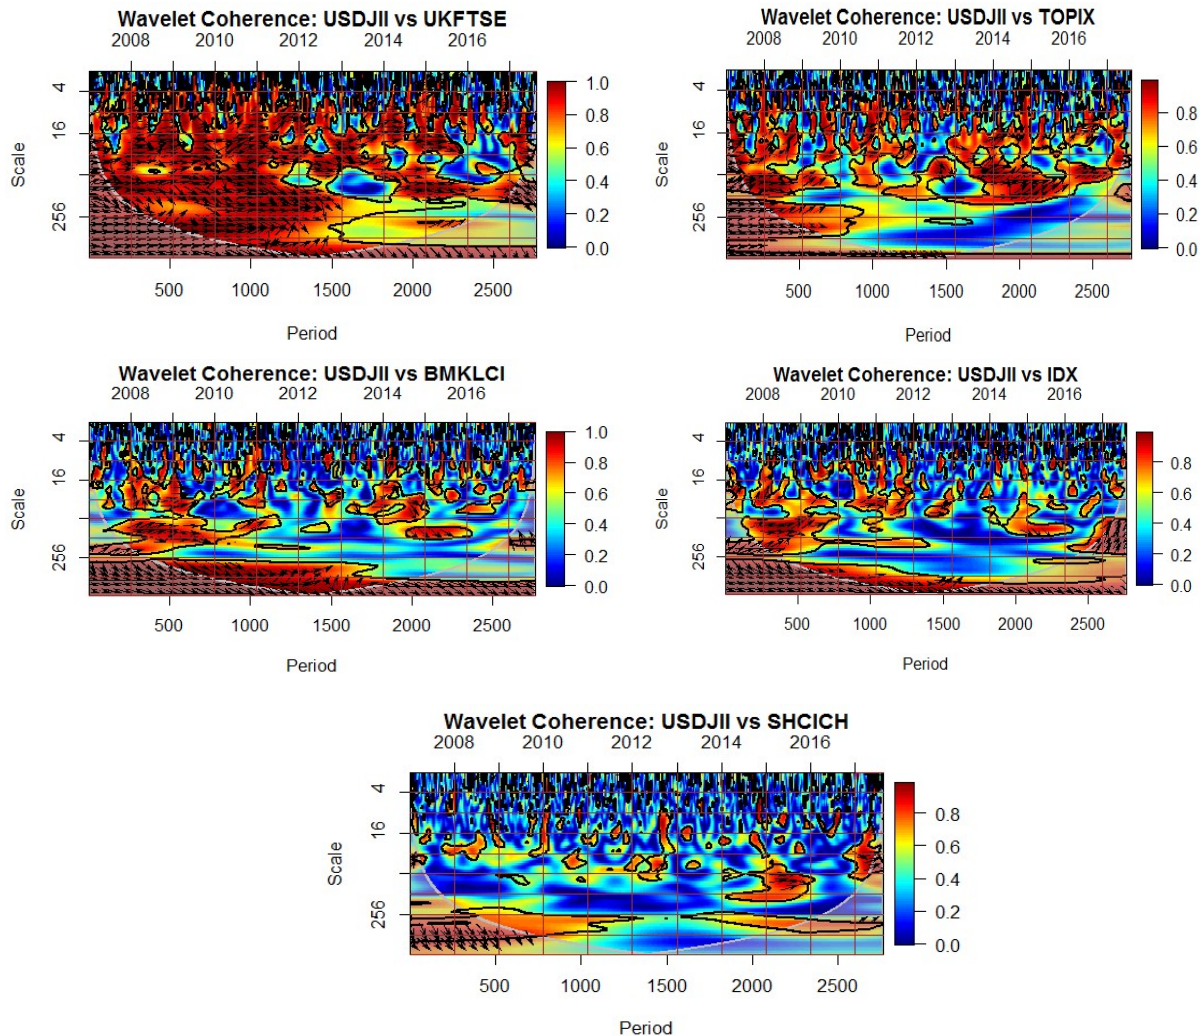 Wavelet Coherence: USDJII vs UKFTSE
2008 2010 2012 2014 2016
Scale
4
16
256
1.0
0.8
0.6
0.4
0.2
0.0
500 1000 1500 2000 2500
Period
Wavelet Coherence: USDJII vs TOPIX
2008 2010 2012 2014 2016
Scale
4
16
256
0.8
0.6
0.4
0.2
0.0
500 1000 1500 2000 2500
Period
Wavelet Coherence: USDJII vs BMKLCI
2008 2010 2012 2014 2016
Scale
4
16
256
1.0
0.8
0.6
0.4
0.2
0.0
500 1000 1500 2000 2500
Period
Wavelet Coherence: USDJII vs IDX
2008 2010 2012 2014 2016
Scale
4
16
256
0.8
0.6
0.4
0.2
0.0
500 1000 1500 2000 2500
Period
Wavelet Coherence: USDJII vs SHCICH
2008 2010 2012 2014 2016
Scale
4
16
256
0.8
0.6
0.4
0.2
0.0
500 1000 1500 2000 2500
Period